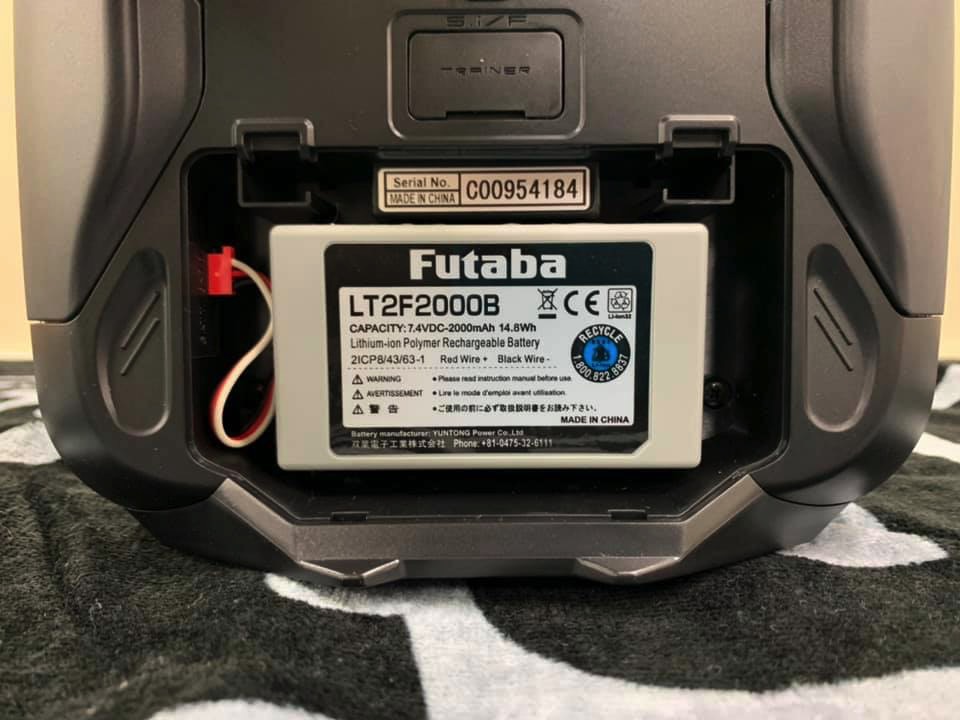 S.I/F
TRAINER
Serial No.
MADE IN CHINA
C00954184
Futaba
LT2F2000B
CE
Li-ion32
CAPACITY: 7.4VDC-2000mAh 14.8Wh
Lithium-ion Polymer Rechargeable Battery
2ICP8/43/63-1 Red Wire + Black Wire -
RECYCLE
1.800.822.8837
WARNING •Please read instruction manual before use.
AVERTISSEMENT •Lire le mode d'emploi avant utilisation.
警告 •ご使用の前に必ず取扱説明書をお読み下さい。
MADE IN CHINA
Battery manufacturer: YUNTONG Power Co.,Ltd
双葉電子工業株式会社 Phone: +81-0475-32-6111